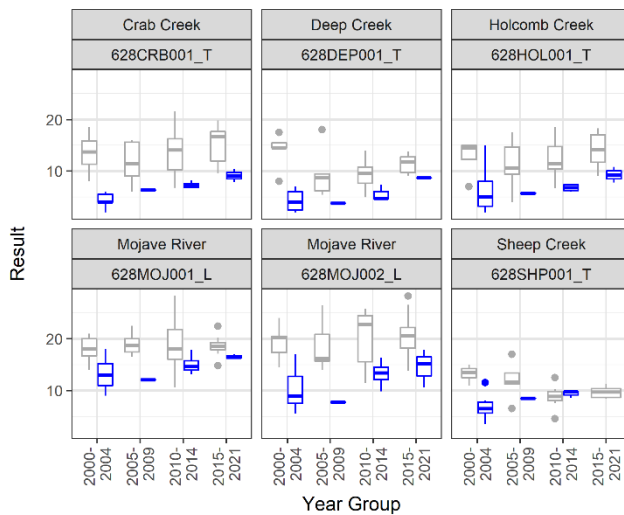 Crab Creek
Deep Creek
Holcomb Creek
628CRB001_T
628DEP001_T
628HOL001_T
20
10
Mojave River
Mojave River
Sheep Creek
628MOJ001_L
628MOJ002_L
628SHP001_T
20
10
Result
2000-
2004
2005-
2009
2010-
2014
2015-
2021
2000-
2004
2005-
2009
2010-
2014
2015-
2021
2000-
2004
2005-
2009
2010-
2014
2015-
2021
Year Group